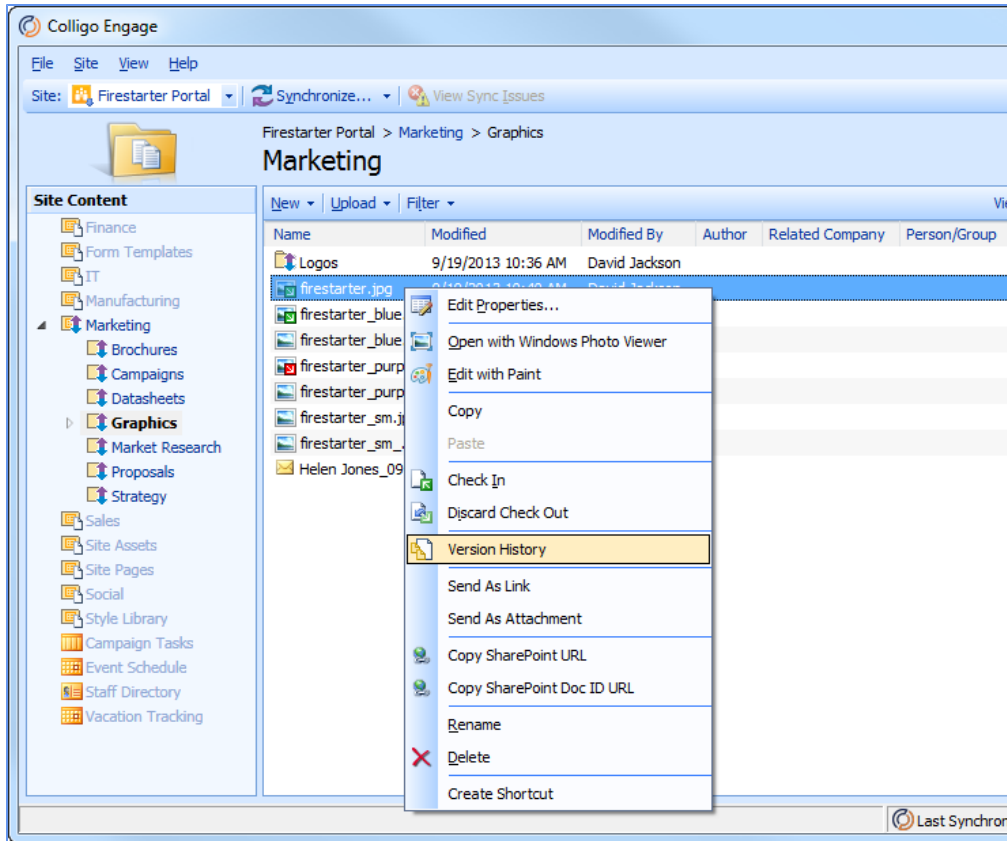 Colligo Engage
File Site View Help
Site: Firestarter Portal Synchronize... View Sync Issues
Firestarter Portal > Marketing > Graphics
Marketing
Site Content
Finance
Form Templates
IT
Manufacturing
Marketing
Brochures
Campaigns
Datasheets
Graphics
Market Research
Proposals
Strategy
Sales
Site Assets
Site Pages
Social
Style Library
Campaign Tasks
Event Schedule
Staff Directory
Vacation Tracking
New Upload Filter
Name Modified Modified By Author Related Company Person/Group
Logos 9/19/2013 10:36 AM David Jackson
firestarter.jpg David Jackson
firestarter_blue
firestarter_blue
firestarter_purp
firestarter_purp
firestarter_sm.j
firestarter_sm_
Helen Jones_09
Edit Properties...
Open with Windows Photo Viewer
Edit with Paint
Copy
Paste
Check In
Discard Check Out
Version History
Send As Link
Send As Attachment
Copy SharePoint URL
Copy SharePoint Doc ID URL
Rename
Delete
Create Shortcut
Last Synchron